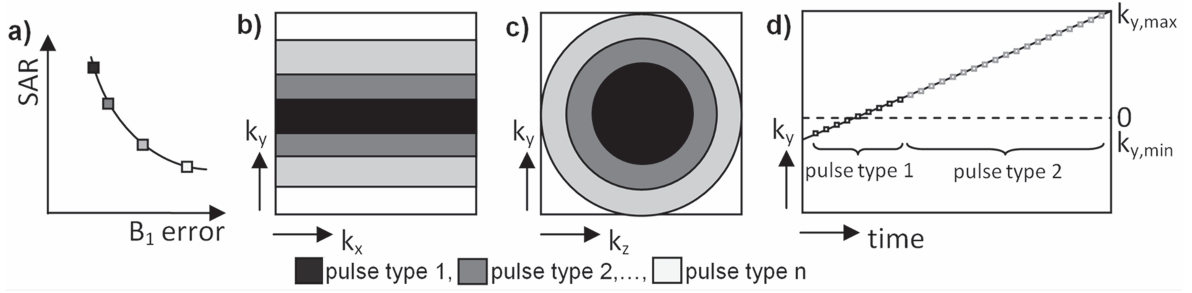 a)
SAR
B1 error
b)
ky
kx
c)
ky
kz
d)
ky
ky,max
0
ky,min
pulse type 1
pulse type 2
time
pulse type 1, pulse type 2,..., pulse type n